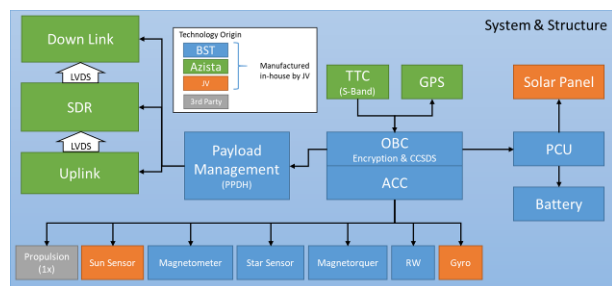 System & Structure
Down Link
LVDS
SDR
LVDS
Uplink
Technology Origin
BST
Azista
JV
3rd Party
Manufactured
in-house by JV
TTC
(S-Band)
GPS
Solar Panel
Payload
Management
(PPDH)
OBC
Encryption & CCSDS
ACC
PCU
Battery
Propulsion
(1x)
Sun Sensor
Magnetometer
Star Sensor
Magnetorquer
RW
Gyro